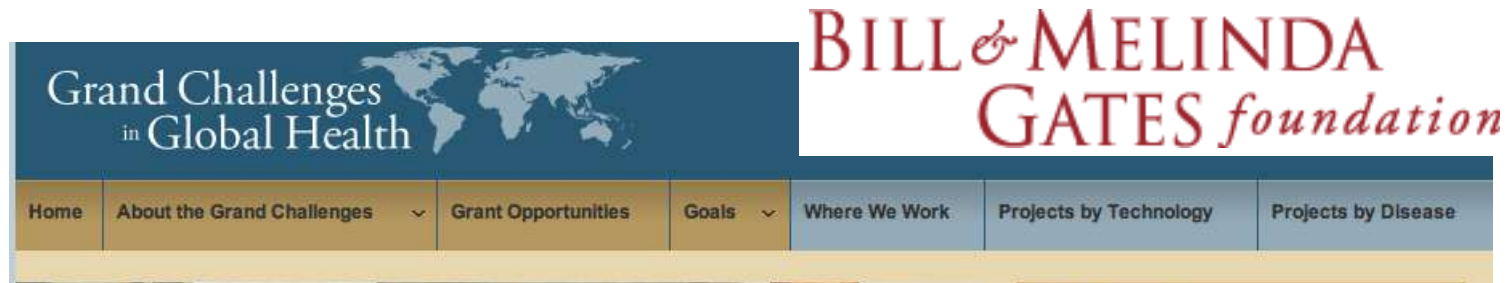 Grand Challenges
in Global Health
BILL & MELINDA
GATES foundation
Home About the Grand Challenges Grant Opportunities Goals Where We Work Projects by Technology Projects by Disease